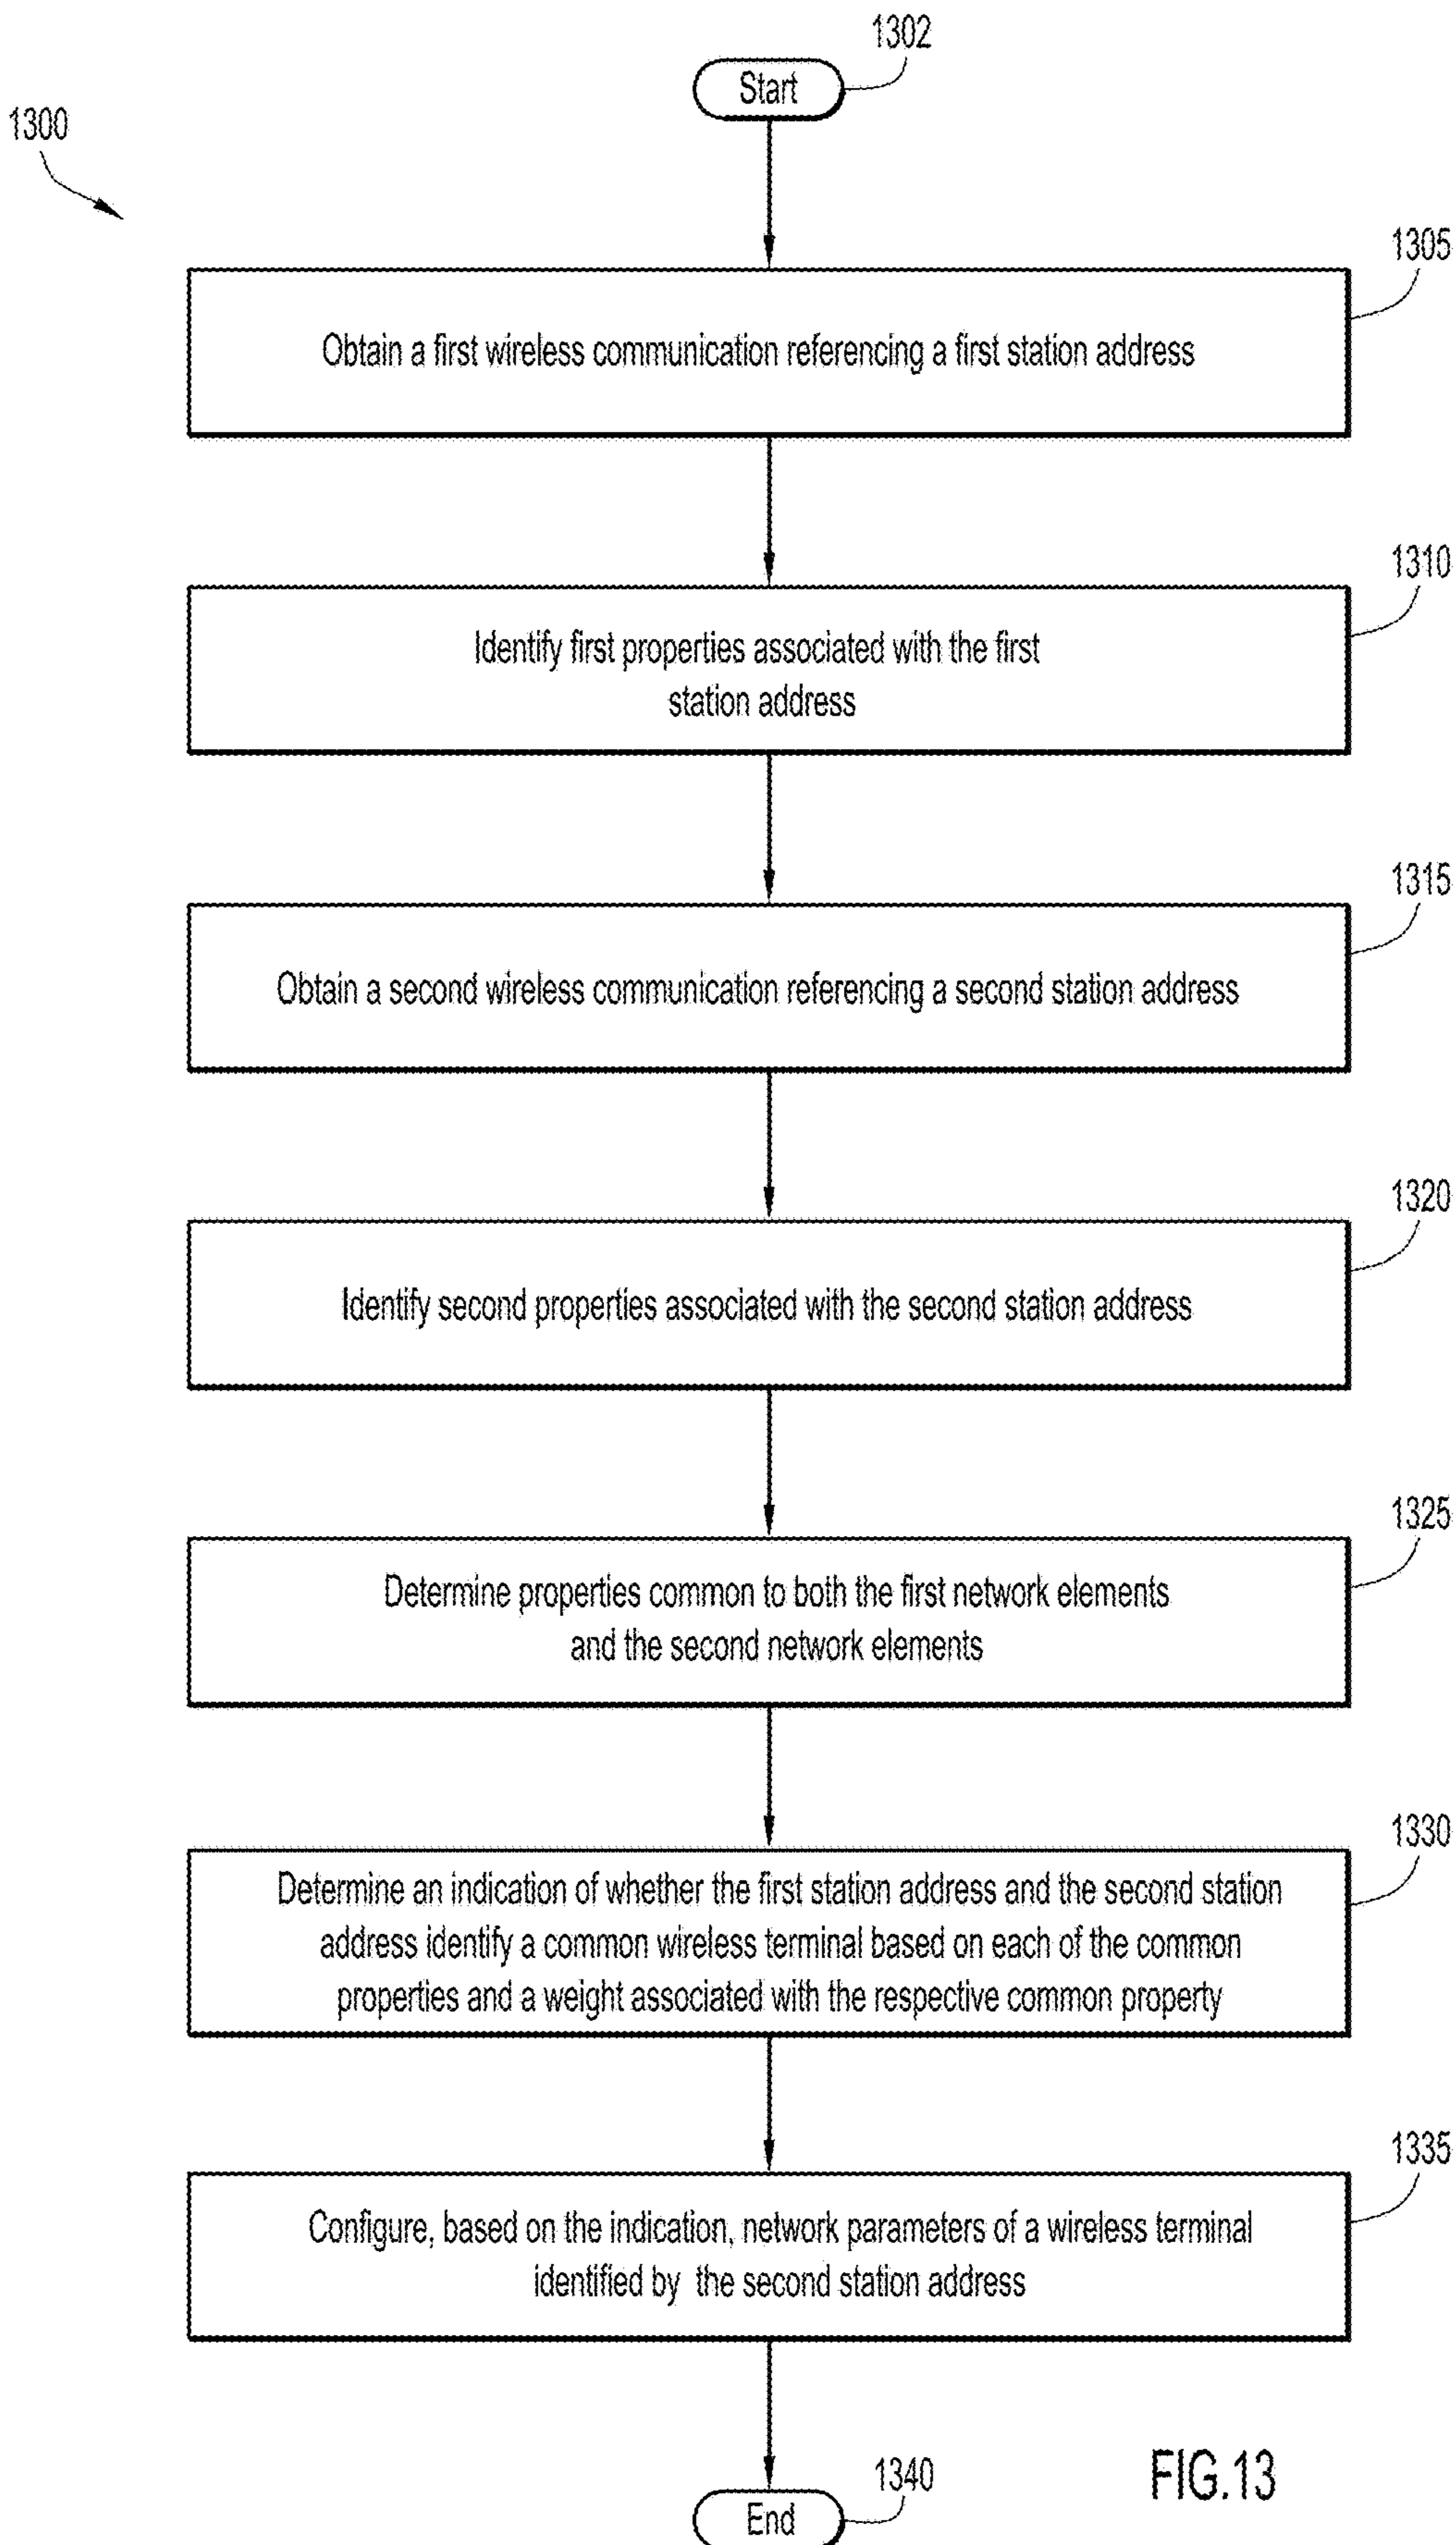 1302
Start
1300
1305
Obtain a first wireless communication referencing a first station address
1310
Identify first properties associated with the first
station address
1315
Obtain a second wireless communication referencing a second station address
1320
Identify second properties associated with the second station address
1325
Determine properties common to both the first network elements
and the second network elements
1330
Determine an indication of whether the first station address and the second station
address identify a common wireless terminal based on each of the common
properties and a weight associated with the respective common property
1335
Configure, based on the indication, network parameters of a wireless terminal
identified by the second station address
1340
End
FIG.13